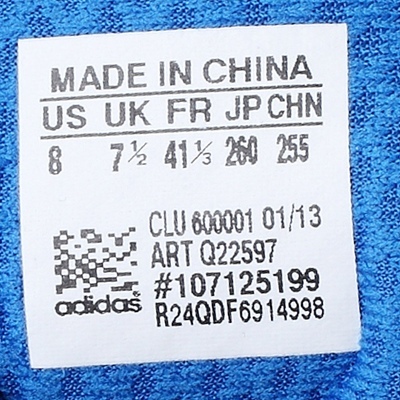 MADE IN CHINA
US UK FR JP CHN
8 7½ 41⅓ 260 255
CLU 600001 01/13
ART Q22597
#107125199
adidas R24QDF6914998